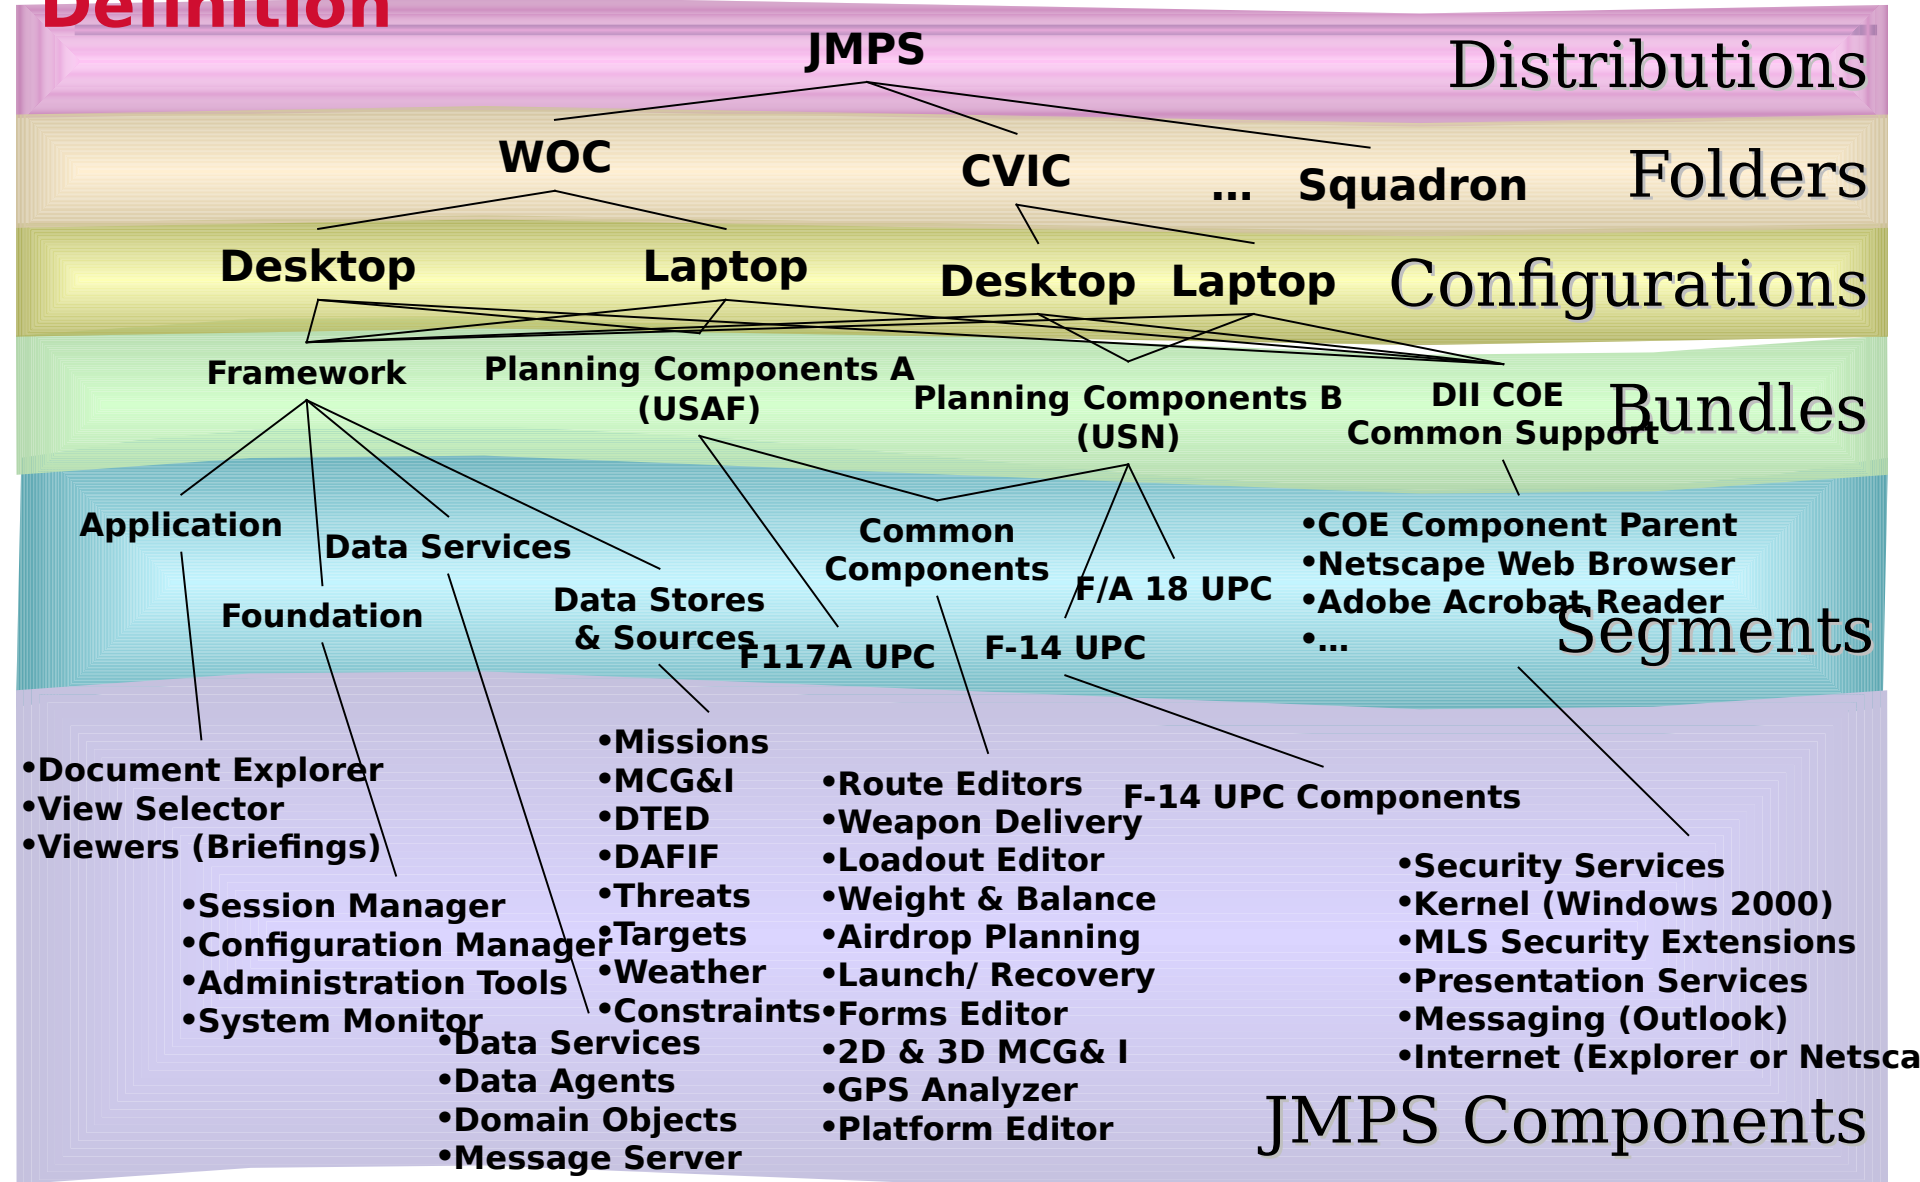 Definition
JMPS
Distributions
WOC
CVIC
... Squadron
Folders
Desktop
Laptop
Desktop
Laptop
Configurations
Framework
Planning Components A
(USAF)
Planning Components B
(USN)
DII COE
Common Support
Bundles
Application
Data Services
Foundation
Data Stores
& Sources
F117A UPC
Common
Components
F/A 18 UPC
F-14 UPC
•COE Component Parent
•Netscape Web Browser
•Adobe Acrobat Reader
•...
Segments
•Document Explorer
•View Selector
•Viewers (Briefings)
•Session Manager
•Configuration Manager
•Administration Tools
•System Monitor
•Data Services
•Data Agents
•Domain Objects
•Message Server
•Missions
•MCG&I
•DTED
•DAFIF
•Threats
•Targets
•Weather
•Constraints
•Route Editors
•Weapon Delivery
•Loadout Editor
•Weight & Balance
•Airdrop Planning
•Launch/ Recovery
•Forms Editor
•2D & 3D MCG& I
•GPS Analyzer
•Platform Editor
F-14 UPC Components
•Security Services
•Kernel (Windows 2000)
•MLS Security Extensions
•Presentation Services
•Messaging (Outlook)
•Internet (Explorer or Netsca
JMPS Components